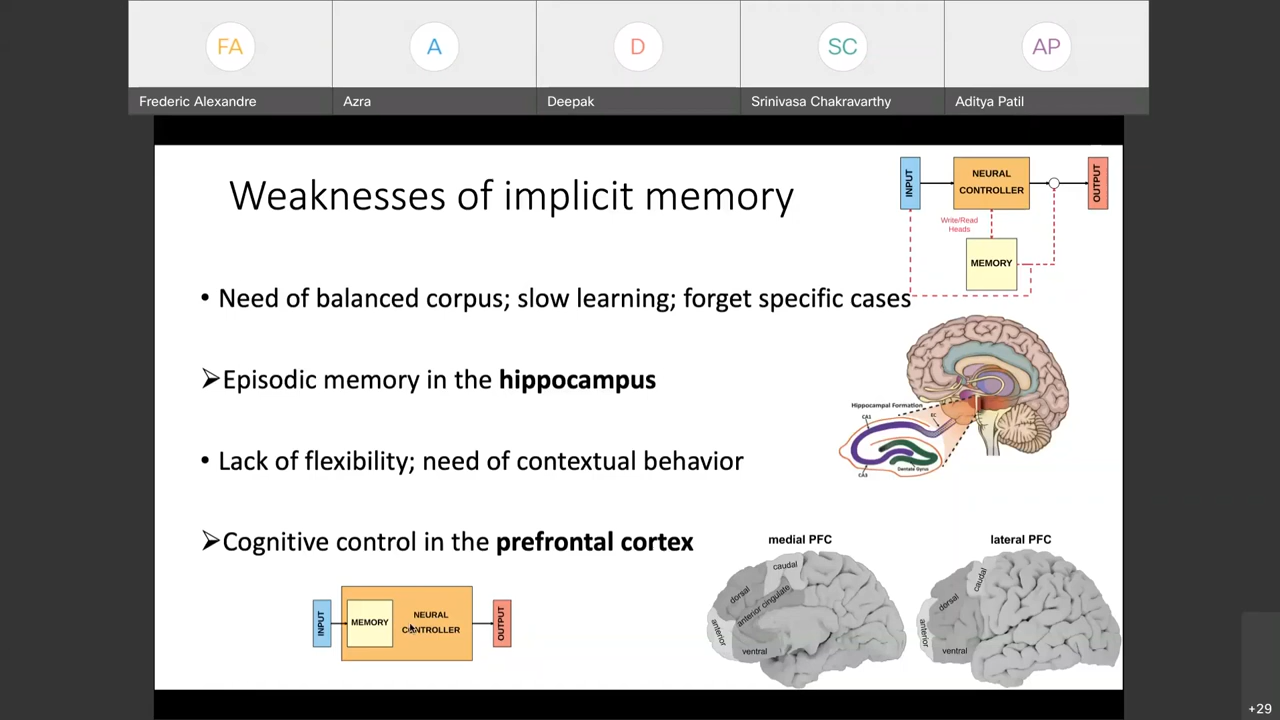 FA
A
D
SC
AP
Frederic Alexandre
Azra
Deepak
Srinivasa Chakravarthy
Aditya Patil
Weaknesses of implicit memory
INPUT
NEURAL
CONTROLLER
OUTPUT
Write/Read
Heads
MEMORY
• Need of balanced corpus; slow learning; forget specific cases
➢Episodic memory in the hippocampus
Hippocampal Formation
CA1
EC
Dentate Gyrus
CA3
• Lack of flexibility; need of contextual behavior
➢Cognitive control in the prefrontal cortex
INPUT
MEMORY
NEURAL
CONTROLLER
OUTPUT
medial PFC
caudal
dorsal
anterior cingulate
anterior
ventral
lateral PFC
caudal
dorsal
anterior
ventral
+29